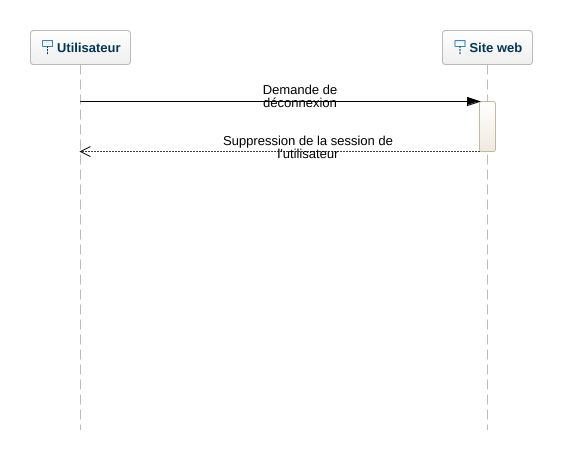 Utilisateur
Site web
Demande de
déconnexion
Suppression de la session de
l'utilisateur